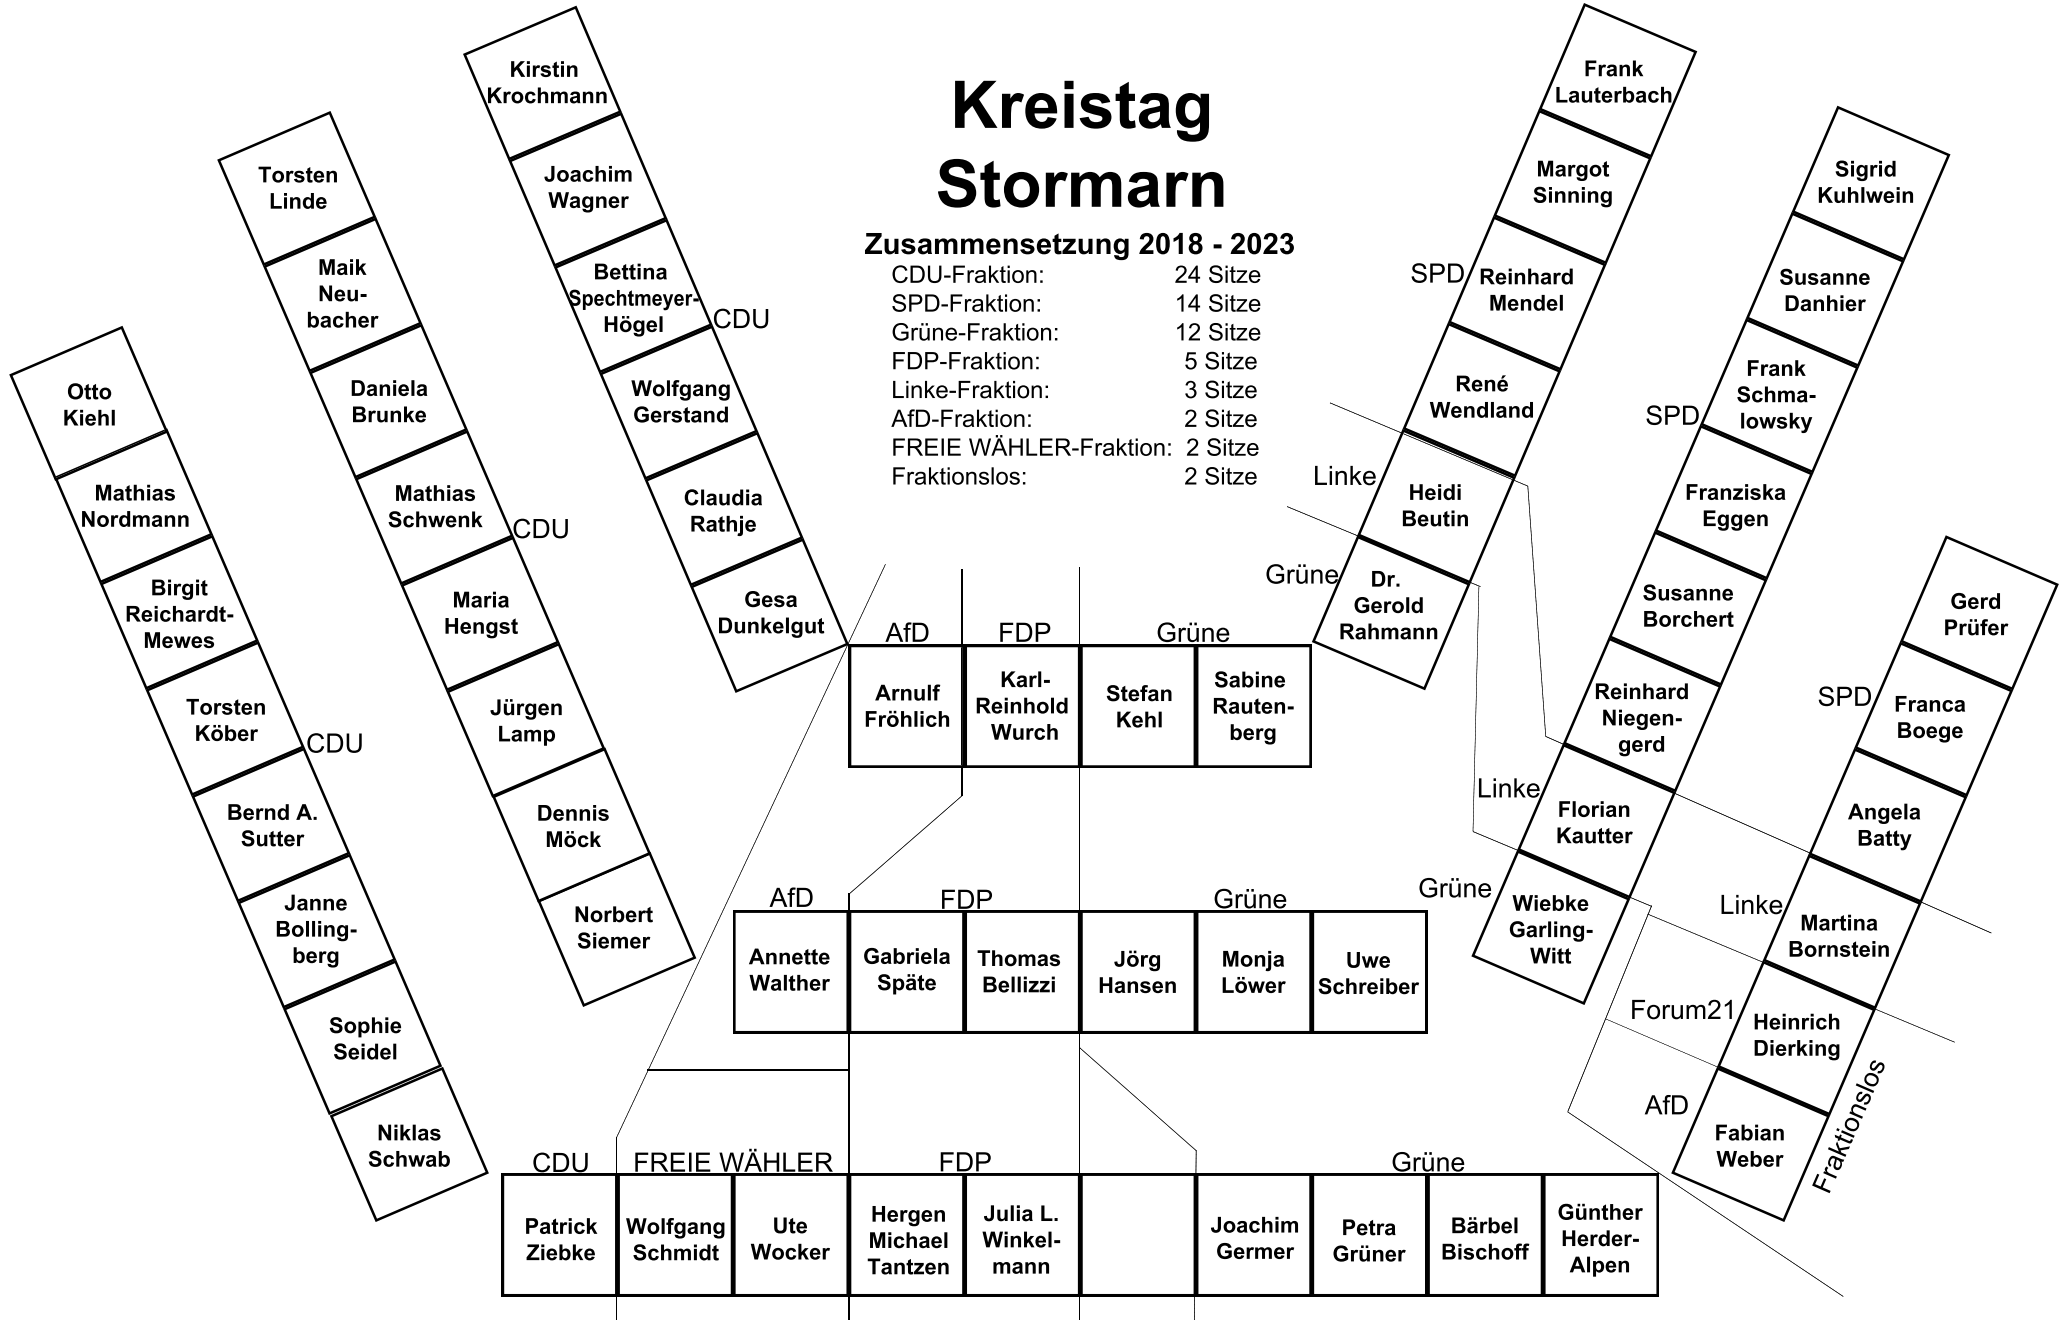 Kreistag
Stormarn
Zusammensetzung 2018 - 2023
CDU-Fraktion: 24 Sitze
SPD-Fraktion: 14 Sitze
Grüne-Fraktion: 12 Sitze
FDP-Fraktion: 5 Sitze
Linke-Fraktion: 3 Sitze
AfD-Fraktion: 2 Sitze
FREIE WÄHLER-Fraktion: 2 Sitze
Fraktionslos: 2 Sitze
Otto
Kiehl
Mathias
Nordmann
Birgit
Reichardt-
Mewes
Torsten
Köber
CDU
Bernd A.
Sutter
Janne
Bolling-
berg
Sophie
Seidel
Niklas
Schwab
Torsten
Linde
Maik
Neu-
bacher
Daniela
Brunke
Mathias
Schwenk
CDU
Maria
Hengst
Jürgen
Lamp
Dennis
Möck
Norbert
Siemer
Kirstin
Krochmann
Joachim
Wagner
Bettina
Spechtmeyer-
Högel
CDU
Wolfgang
Gerstand
Claudia
Rathje
Gesa
Dunkelgut
AfD FDP Grüne
Arnulf
Fröhlich
Karl-
Reinhold
Wurch
Stefan
Kehl
Sabine
Rauten-
berg
AfD FDP Grüne
Annette
Walther
Gabriela
Späte
Thomas
Bellizzi
Jörg
Hansen
Monja
Löwer
Uwe
Schreiber
CDU FREIE WÄHLER FDP Grüne
Patrick
Ziebke
Wolfgang
Schmidt
Ute
Wocker
Hergen
Michael
Tantzen
Julia L.
Winkel-
mann
Joachim
Germer
Petra
Grüner
Bärbel
Bischoff
Günther
Herder-
Alpen
Frank
Lauterbach
Margot
Sinning
SPD
Reinhard
Mendel
René
Wendland
Linke
Heidi
Beutin
Grüne
Dr.
Gerold
Rahmann
Sigrid
Kuhlwein
Susanne
Danhier
Frank
Schma-
lowsky
SPD
Franziska
Eggen
Susanne
Borchert
Reinhard
Niegen-
gerd
Linke
Florian
Kautter
Grüne
Wiebke
Garling-
Witt
Gerd
Prüfer
SPD
Franca
Boege
Angela
Batty
Linke
Martina
Bornstein
Forum21
Heinrich
Dierking
AfD
Fabian
Weber
Fraktionslos